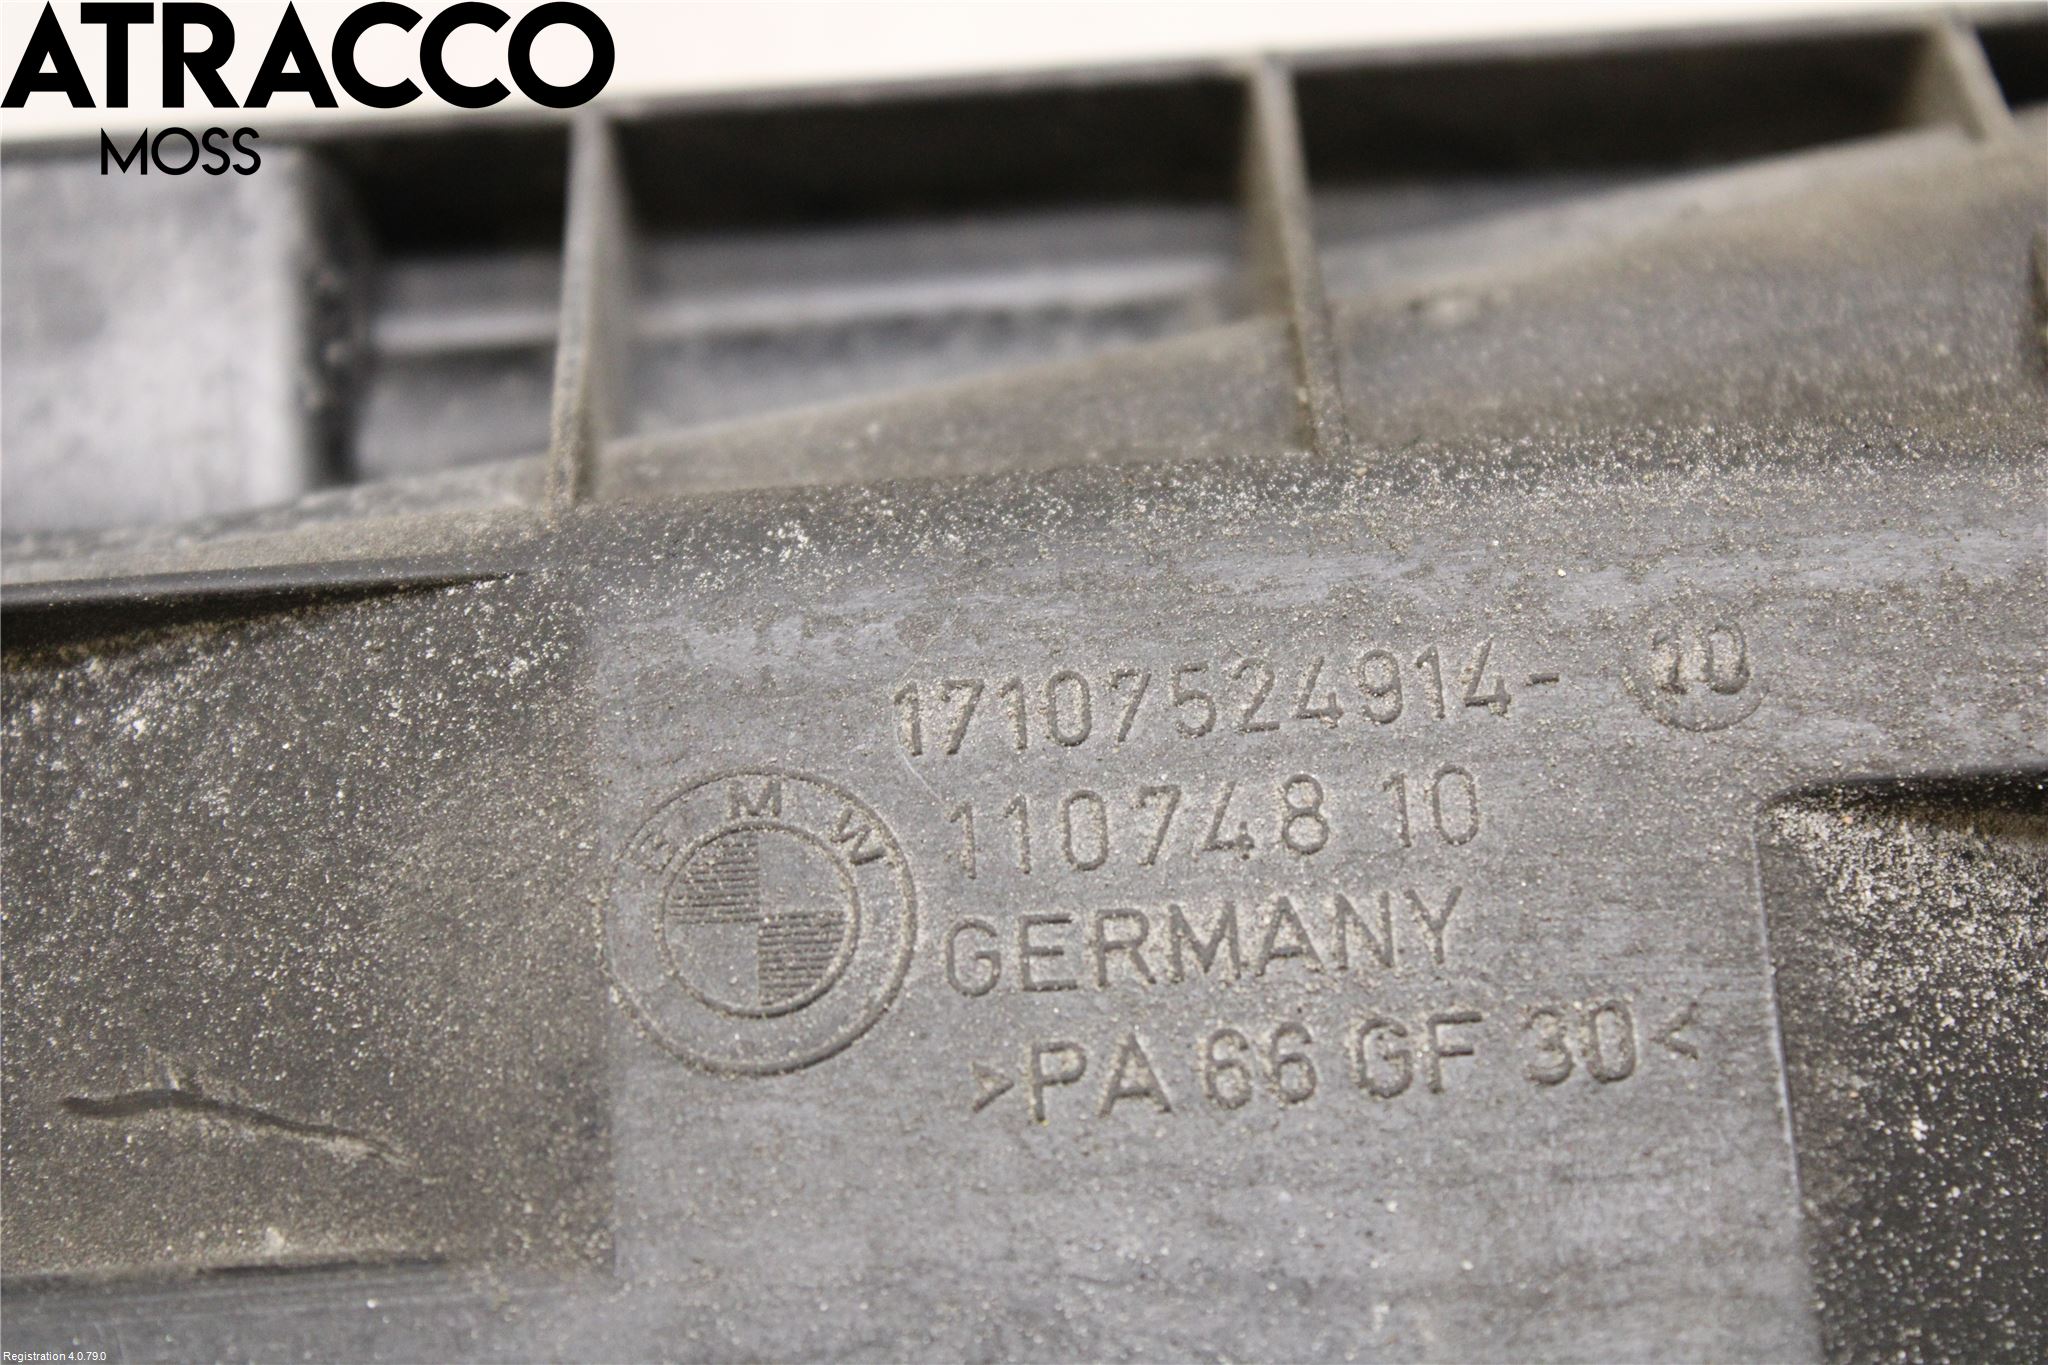 ATRACCO
MOSS
17107524914- 10
BMW
110748 10
GERMANY
>PA 66 GF 30<
Registration 4.0.79.0